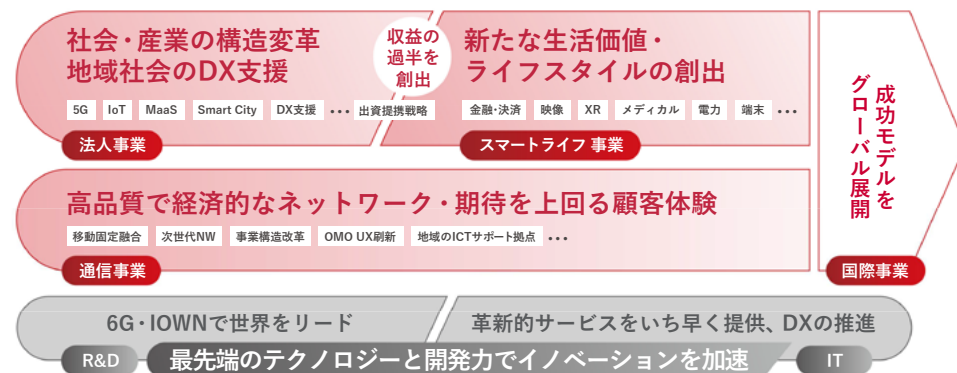 社会・産業の構造変革
地域社会のDX支援
5G IoT MaaS Smart City DX支援 ••• 出資提携戦略
法人事業
収益の
過半を
創出
新たな生活価値・
ライフスタイルの創出
金融・決済 映像 XR メディカル 電力 端末 •••
スマートライフ 事業
高品質で経済的なネットワーク・期待を上回る顧客体験
移動固定融合 次世代NW 事業構造改革 OMO UX刷新 地域のICTサポート拠点 •••
通信事業
成功モデルを
グローバル展開
国際事業
6G・IOWNで世界をリード
革新的サービスをいち早く提供、DXの推進
R&D 最先端のテクノロジーと開発力でイノベーションを加速 IT